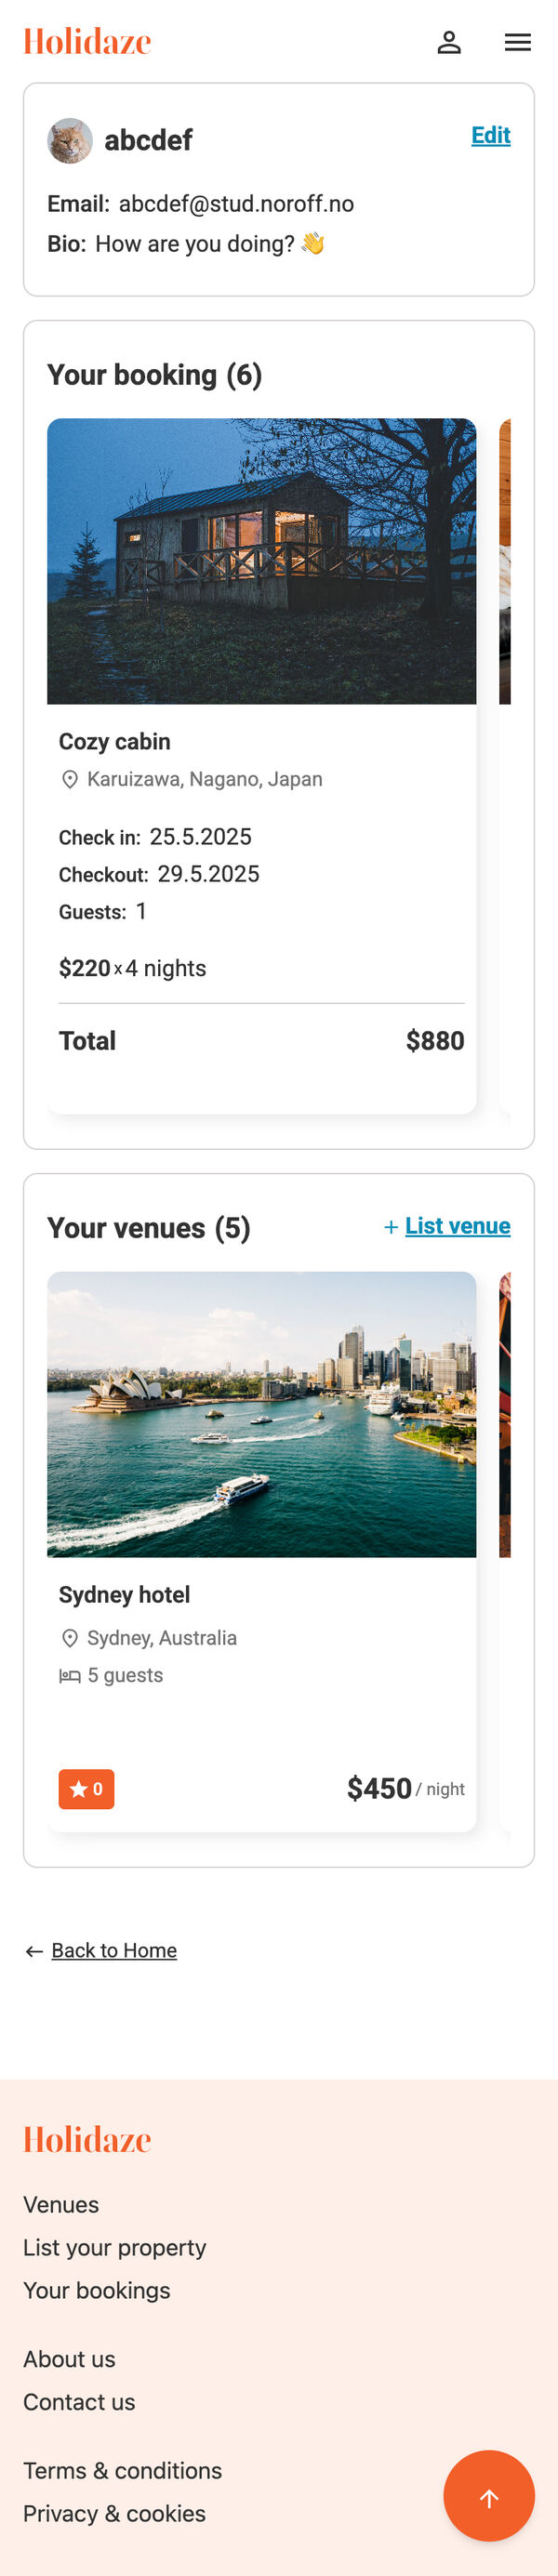 Holidaze
abcdef
Edit
Email: abcdef@stud.noroff.no
Bio: How are you doing? 👋
Your booking (6)
Cozy cabin
Karuizawa, Nagano, Japan
Check in: 25.5.2025
Checkout: 29.5.2025
Guests: 1
$220 x 4 nights
Total $880
Your venues (5)
+ List venue
Sydney hotel
Sydney, Australia
5 guests
★ 0
$450 / night
← Back to Home
Holidaze
Venues
List your property
Your bookings
About us
Contact us
Terms & conditions
Privacy & cookies